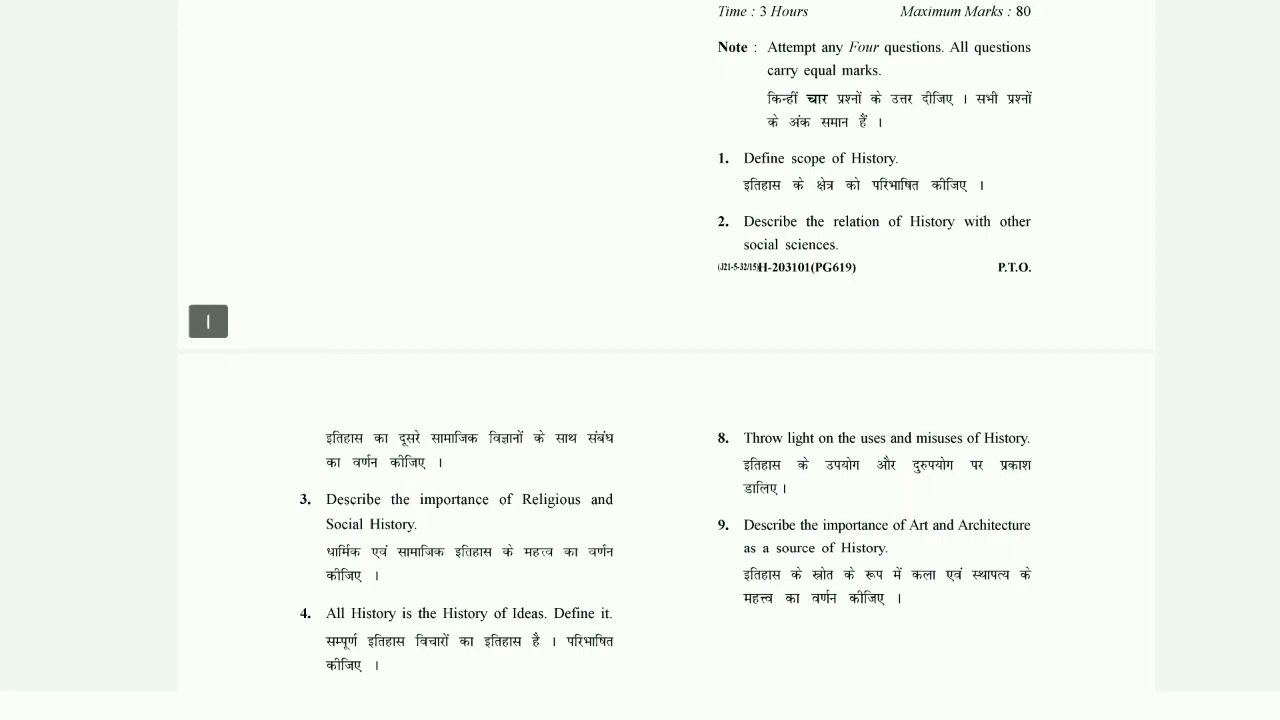 Time : 3 Hours Maximum Marks : 80
Note : Attempt any Four questions. All questions
carry equal marks.
किन्हीं चार प्रश्नों के उत्तर दीजिए । सभी प्रश्नों
के अंक समान हैं ।
1. Define scope of History.
इतिहास के क्षेत्र को परिभाषित कीजिए ।
2. Describe the relation of History with other
social sciences.
(J21-5-32/15)H-203101(PG619) P.T.O.
इतिहास का दूसरे सामाजिक विज्ञानों के साथ संबंध
का वर्णन कीजिए ।
3. Describe the importance of Religious and
Social History.
धार्मिक एवं सामाजिक इतिहास के महत्त्व का वर्णन
कीजिए ।
4. All History is the History of Ideas. Define it.
सम्पूर्ण इतिहास विचारों का इतिहास है । परिभाषित
कीजिए ।
8. Throw light on the uses and misuses of History.
इतिहास के उपयोग और दुरुपयोग पर प्रकाश
डालिए ।
9. Describe the importance of Art and Architecture
as a source of History.
इतिहास के स्रोत के रूप में कला एवं स्थापत्य के
महत्त्व का वर्णन कीजिए ।